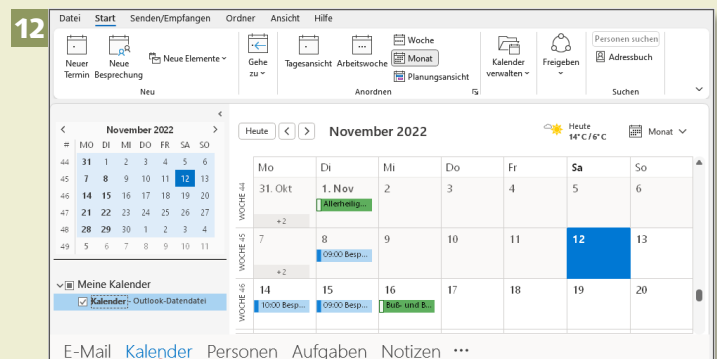 12
Datei Start Senden/Empfangen Ordner Ansicht Hilfe
Neuer Termin
Neue Besprechung
Neue Elemente
Neu
Gehe zu
Tagesansicht
Arbeitswoche
Woche
Monat
Planungsansicht
Anordnen
Kalender verwalten
Freigeben
Personen suchen
Adressbuch
Suchen
November 2022
# MO DI MI DO FR SA SO
44 31 1 2 3 4 5 6
45 7 8 9 10 11 12 13
46 14 15 16 17 18 19 20
47 21 22 23 24 25 26 27
48 28 29 30 1 2 3 4
49 5 6 7 8 9 10 11
Meine Kalender
Kalender - Outlook-Datendatei
Heute November 2022
Heute
14°C/6°C
Monat
Mo Di Mi Do Fr Sa So
WOCHE 44
31. Okt 1. Nov 2 3 4 5 6
Allerheilig...
+2
WOCHE 45
7 8 9 10 11 12 13
09:00 Besp...
+2
WOCHE 46
14 15 16 17 18 19 20
10:00 Besp... 09:00 Besp... Buß- und B...
E-Mail Kalender Personen Aufgaben Notizen ...